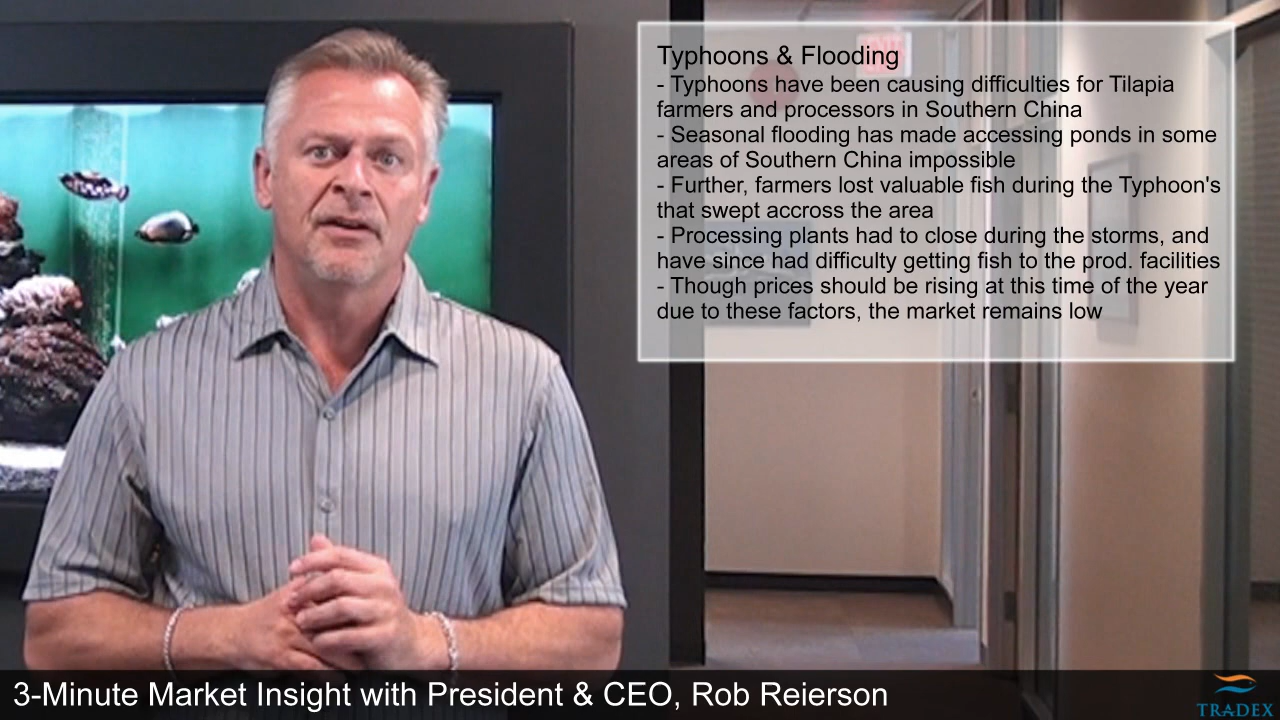 EXIT
Typhoons & Flooding
- Typhoons have been causing difficulties for Tilapia
farmers and processors in Southern China
- Seasonal flooding has made accessing ponds in some
areas of Southern China impossible
- Further, farmers lost valuable fish during the Typhoon's
that swept accross the area
- Processing plants had to close during the storms, and
have since had difficulty getting fish to the prod. facilities
- Though prices should be rising at this time of the year
due to these factors, the market remains low
3-Minute Market Insight with President & CEO, Rob Reierson
TRADEX